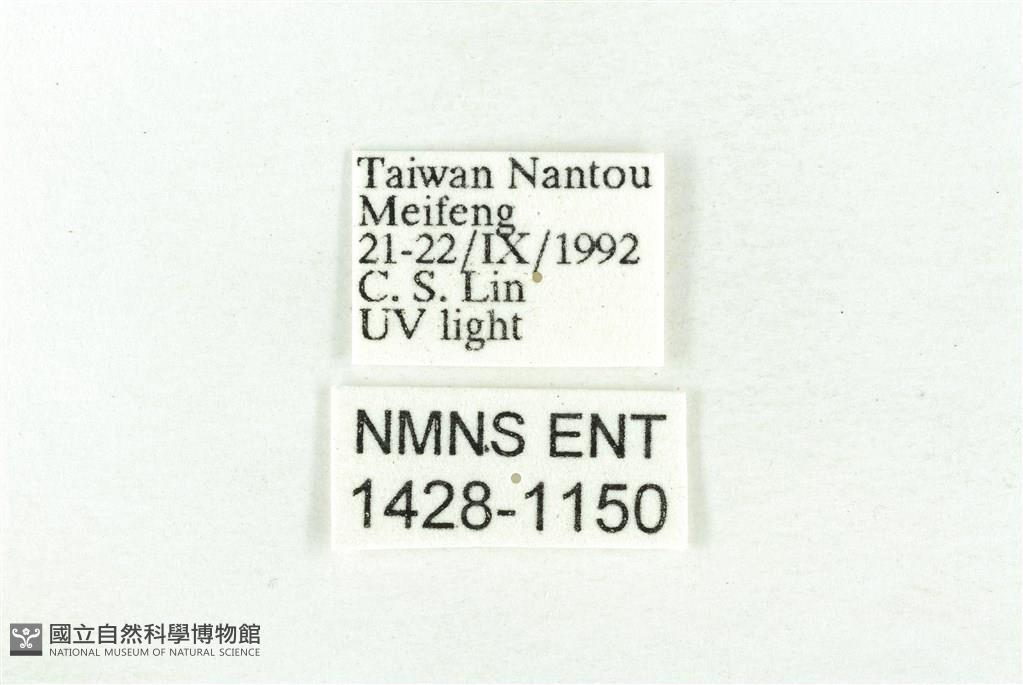 Taiwan Nantou
Meifeng
21-22/IX/1992
C. S. Lin
UV light
NMNS ENT
1428-1150
國立自然科學博物館
NATIONAL MUSEUM OF NATURAL SCIENCE